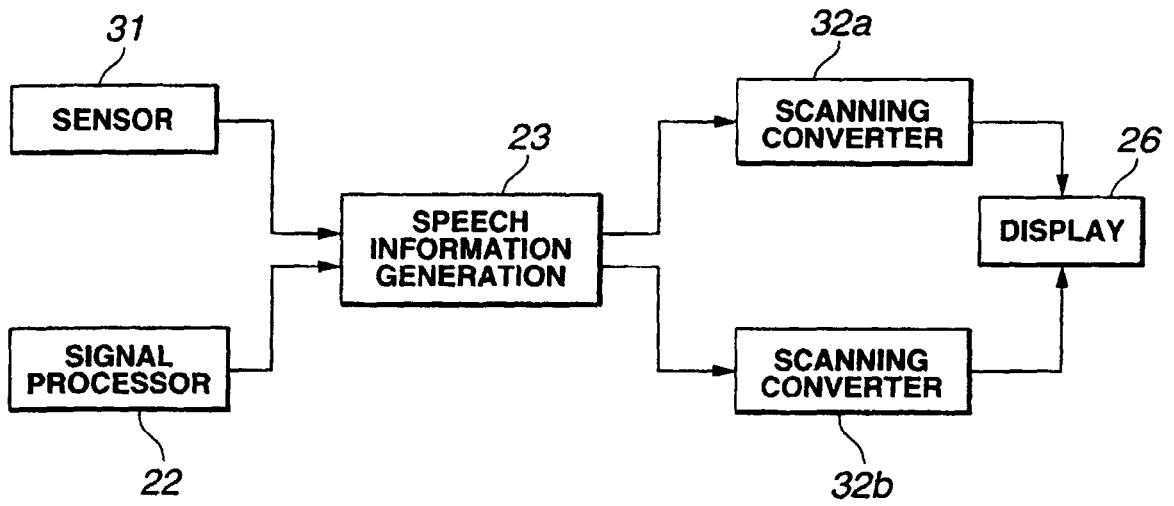 31
SENSOR
32a
SCANNING
CONVERTER
23
SPEECH
INFORMATION
GENERATION
26
DISPLAY
SIGNAL
PROCESSOR
22
SCANNING
CONVERTER
32b